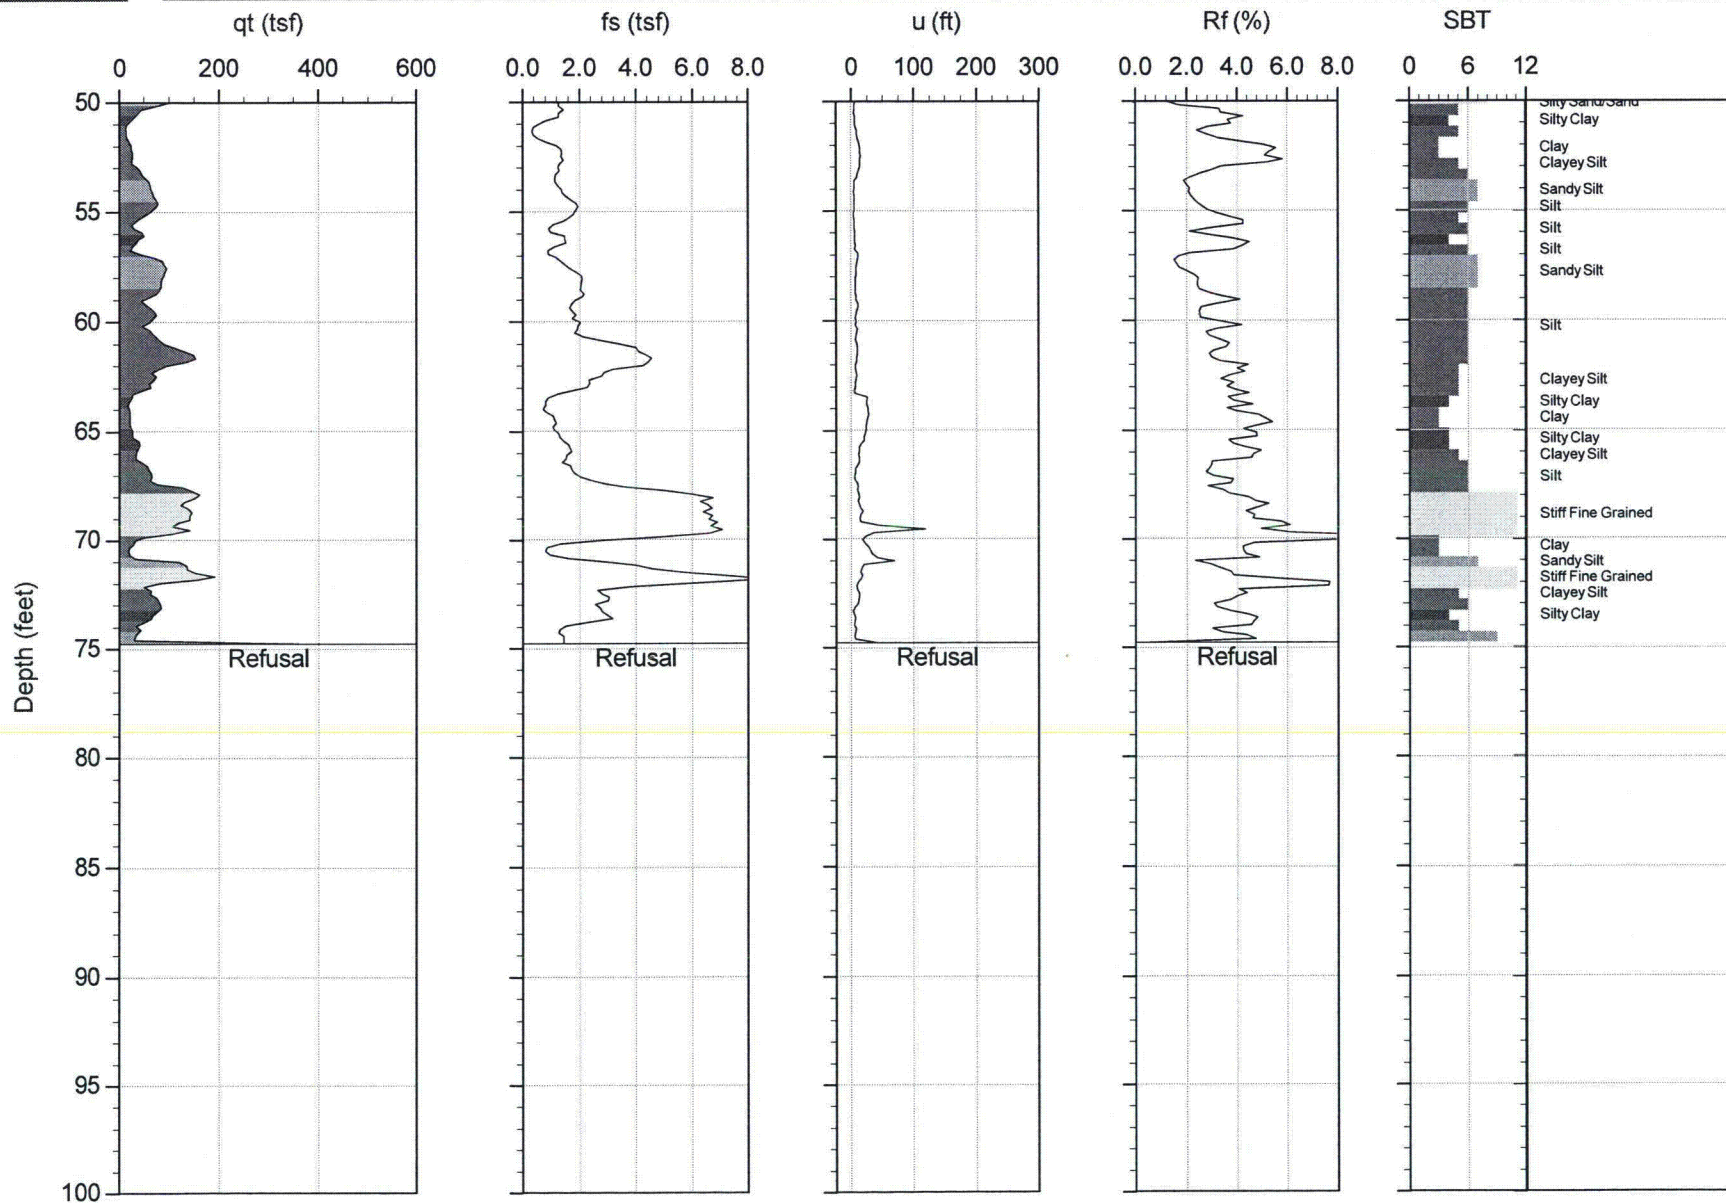 qt (tsf) fs (tsf) u (ft) Rf (%) SBT
0 200 400 600 0.0 2.0 4.0 6.0 8.0 0 100 200 300 0.0 2.0 4.0 6.0 8.0 0 6 12
50
Silty Sand/Sand
Silty Clay
Clay
Clayey Silt
Sandy Silt
Silt
55
Silt
Silt
Sandy Silt
60
Silt
Clayey Silt
Silty Clay
Clay
65
Silty Clay
Clayey Silt
Silt
Stiff Fine Grained
70
Clay
Sandy Silt
Stiff Fine Grained
Clayey Silt
Silty Clay
75
Refusal Refusal Refusal Refusal
Depth (feet)
80
85
90
95
100